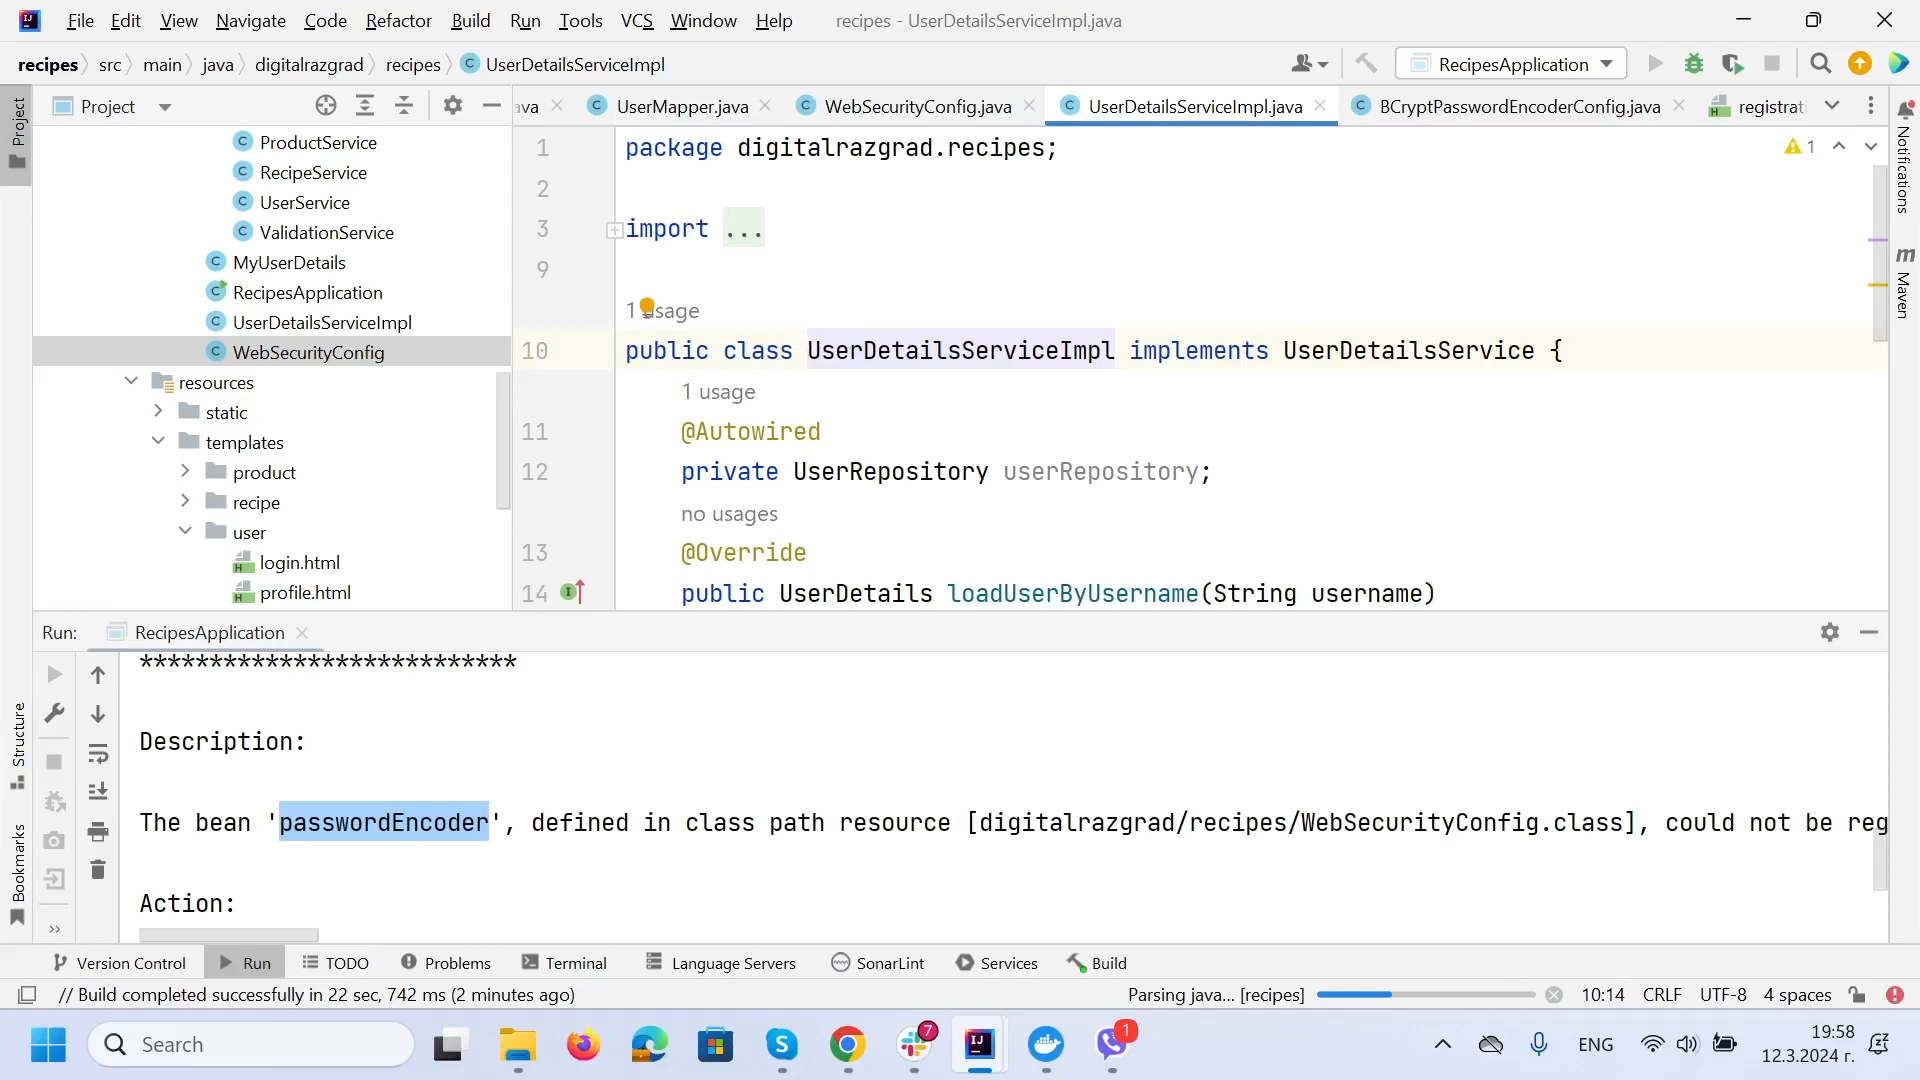 File Edit View Navigate Code Refactor Build Run Tools VCS Window Help recipes - UserDetailsServiceImpl.java
recipes src main java digitalrazgrad recipes UserDetailsServiceImpl RecipesApplication
Project
ava UserMapper.java WebSecurityConfig.java UserDetailsServiceImpl.java BCryptPasswordEncoderConfig.java registrati
Project
ProductService
RecipeService
UserService
ValidationService
MyUserDetails
RecipesApplication
UserDetailsServiceImpl
WebSecurityConfig
resources
static
templates
product
recipe
user
login.html
profile.html
1 package digitalrazgrad.recipes;
1
2
3 import ...
9
1 usage
10 public class UserDetailsServiceImpl implements UserDetailsService {
1 usage
11 @Autowired
12 private UserRepository userRepository;
no usages
13 @Override
14 public UserDetails loadUserByUsername(String username)
Notifications
Maven
Run: RecipesApplication
***************************
Description:
The bean 'passwordEncoder', defined in class path resource [digitalrazgrad/recipes/WebSecurityConfig.class], could not be reg
Action:
Structure
Bookmarks
Version Control Run TODO Problems Terminal Language Servers SonarLint Services Build
// Build completed successfully in 22 sec, 742 ms (2 minutes ago) Parsing java... [recipes] 10:14 CRLF UTF-8 4 spaces
Search 7 1 ENG 19:58
12.3.2024 г.